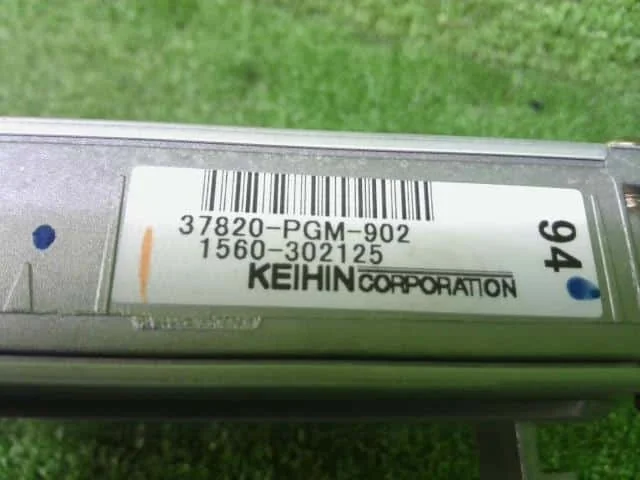 37820-PGM-902
1560-302125
KEIHIN CORPORATION
94